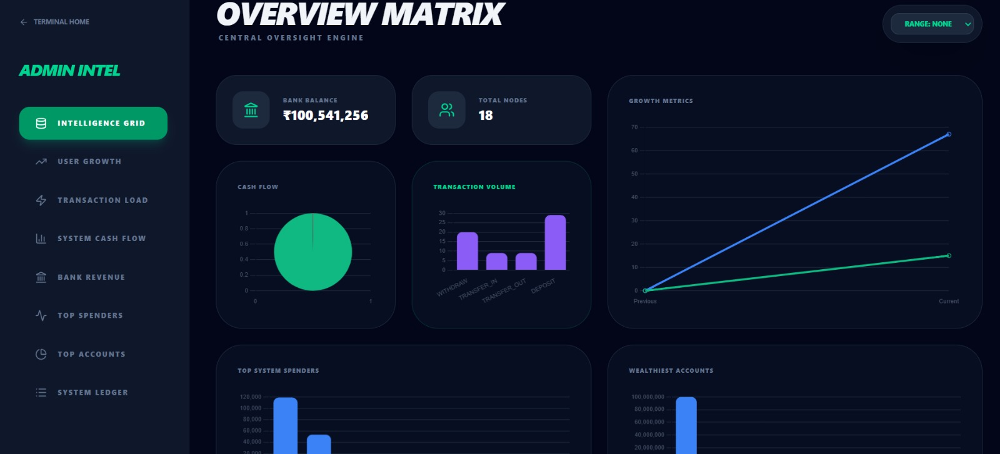 TERMINAL HOME
ADMIN INTEL
INTELLIGENCE GRID
USER GROWTH
TRANSACTION LOAD
SYSTEM CASH FLOW
BANK REVENUE
TOP SPENDERS
TOP ACCOUNTS
SYSTEM LEDGER
OVERVIEW MATRIX
CENTRAL OVERSIGHT ENGINE
RANGE: NONE
BANK BALANCE
₹100,541,256
TOTAL NODES
18
GROWTH METRICS
70
60
50
40
30
20
10
0
Previous
Current
CASH FLOW
1
0.8
0.6
0.4
0.2
0
0
1
TRANSACTION VOLUME
30
25
20
15
10
5
0
WITHDRAW
TRANSFER_IN
TRANSFER_OUT
DEPOSIT
TOP SYSTEM SPENDERS
120,000
100,000
80,000
60,000
40,000
20,000
WEALTHIEST ACCOUNTS
100,000,000
80,000,000
60,000,000
40,000,000
20,000,000